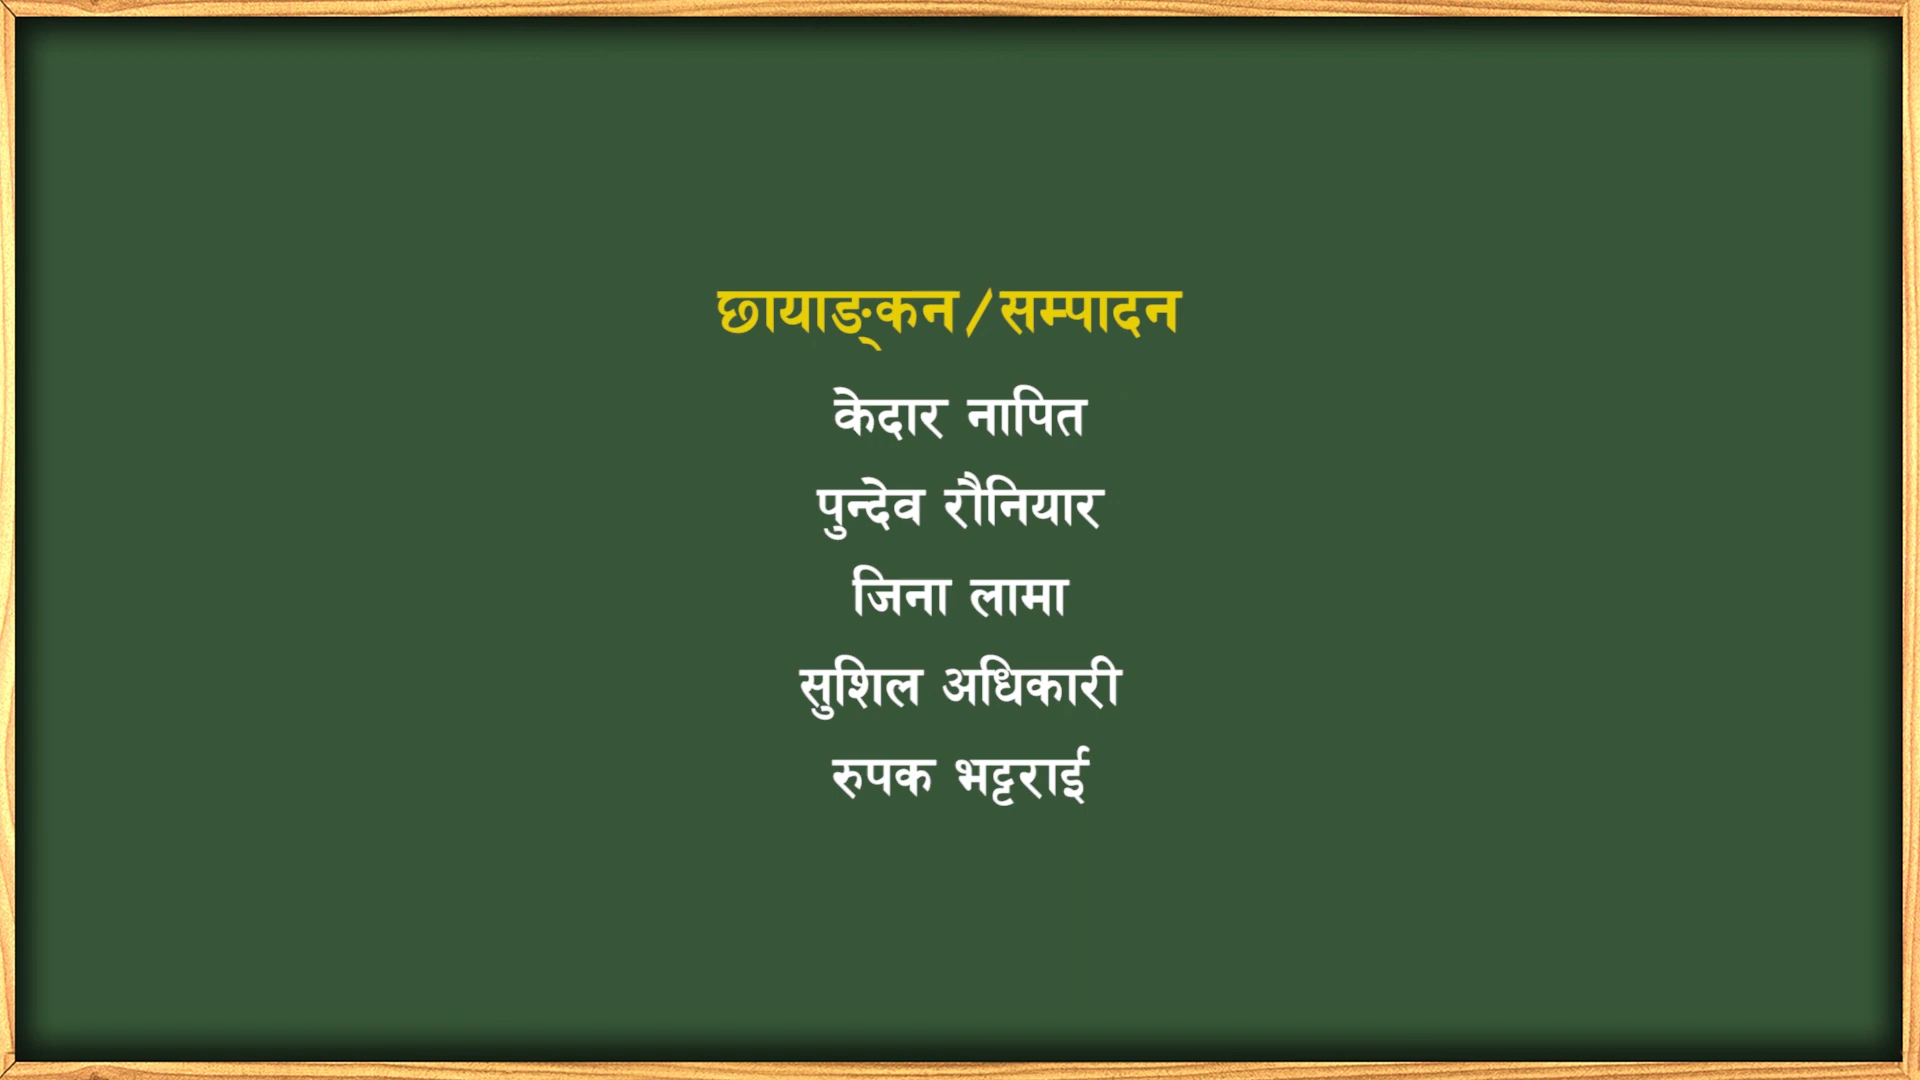 छायाङ्कन/सम्पादन
केदार नापित
पुन्देव रौनियार
जिना लामा
सुशिल अधिकारी
रुपक भट्टराई